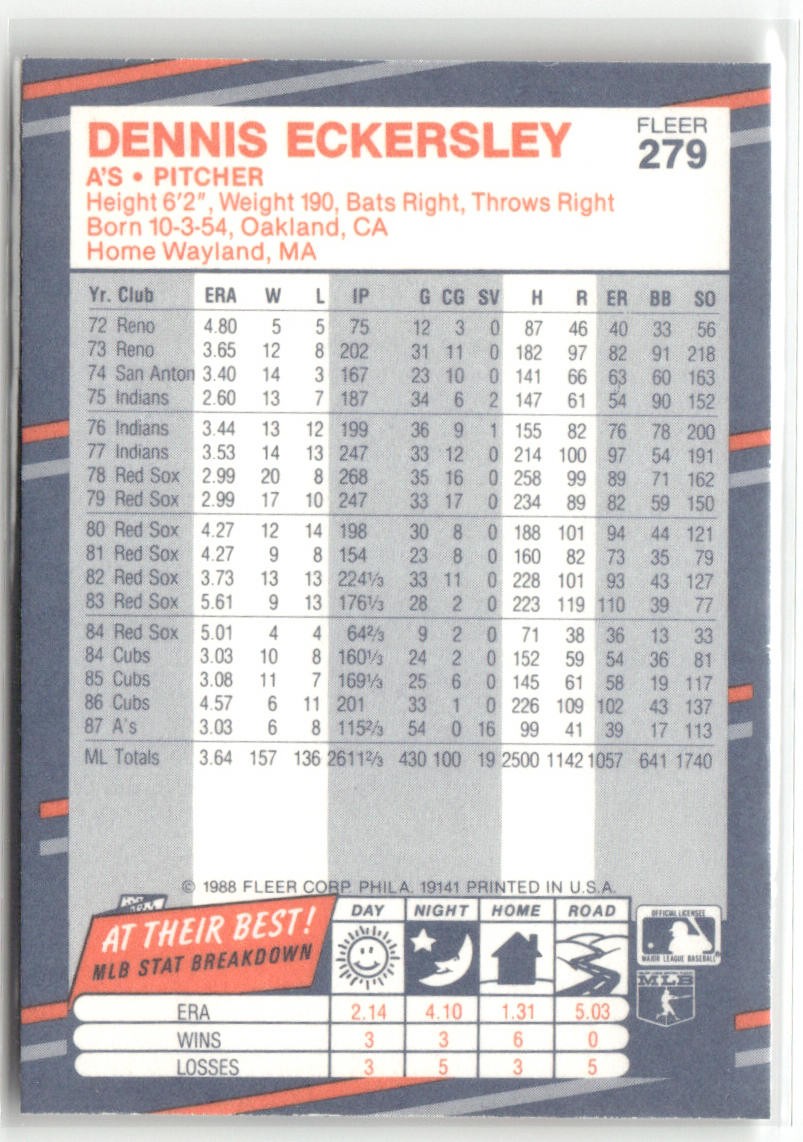 DENNIS ECKERSLEY
FLEER
279
A'S • PITCHER
Height 6'2", Weight 190, Bats Right, Throws Right
Born 10-3-54, Oakland, CA
Home Wayland, MA
Yr. Club ERA W L IP G CG SV H R ER BB SO
72 Reno 4.80 5 5 75 12 3 0 87 46 40 33 56
73 Reno 3.65 12 8 202 31 11 0 182 97 82 91 218
74 San Anton 3.40 14 3 167 23 10 0 141 66 63 60 163
75 Indians 2.60 13 7 187 34 6 2 147 61 54 90 152
76 Indians 3.44 13 12 199 36 9 1 155 82 76 78 200
77 Indians 3.53 14 13 247 33 12 0 214 100 97 54 191
78 Red Sox 2.99 20 8 268 35 16 0 258 99 89 71 162
79 Red Sox 2.99 17 10 247 33 17 0 234 89 82 59 150
80 Red Sox 4.27 12 14 198 30 8 0 188 101 94 44 121
81 Red Sox 4.27 9 8 154 23 8 0 160 82 73 35 79
82 Red Sox 3.73 13 13 224⅓ 33 11 0 228 101 93 43 127
83 Red Sox 5.61 9 13 176⅓ 28 2 0 223 119 110 39 77
84 Red Sox 5.01 4 4 64⅔ 9 2 0 71 38 36 13 33
84 Cubs 3.03 10 8 160⅓ 24 2 0 152 59 54 36 81
85 Cubs 3.08 11 7 169⅓ 25 6 0 145 61 58 19 117
86 Cubs 4.57 6 11 201 33 1 0 226 109 102 43 137
87 A's 3.03 6 8 115⅔ 54 0 16 99 41 39 17 113
ML Totals 3.64 157 136 2611⅔ 430 100 19 2500 1142 1057 641 1740
© 1988 FLEER CORP. PHILA. 19141 PRINTED IN U.S.A.
AT THEIR BEST!
MLB STAT BREAKDOWN
DAY NIGHT HOME ROAD
OFFICIAL LICENSEE
MAJOR LEAGUE BASEBALL
MLB
ERA 2.14 4.10 1.31 5.03
WINS 3 3 6 0
LOSSES 3 5 3 5